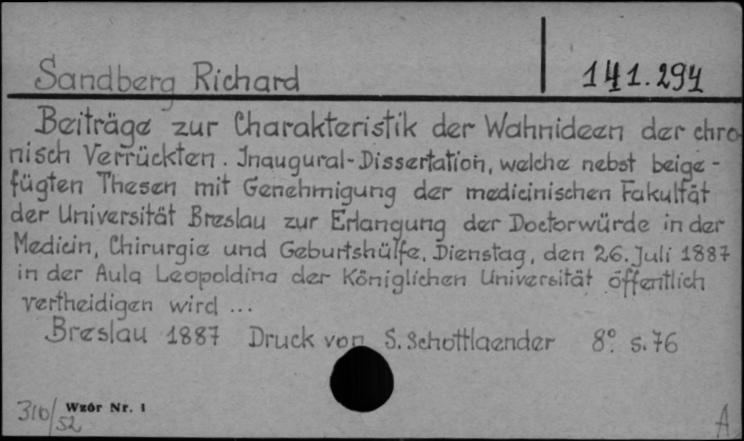 Sandberg Richard 141.294
Beiträge zur Charakteristik der Wahnideen der chro
nisch Verrückten. Inaugural-Dissertation, welche nebst beige-
fügten Thesen mit Genehmigung der medicinischen Fakultät
der Universität Breslau zur Erlangung der Doctorwürde in der
Medicin, Chirurgie und Geburtshülfe, Dienstag, den 26. Juli 1887
in der Aula Leopoldina der Königlichen Universität öffentlich
vertheidigen wird ...
Breslau 1887 Druck von S. Schottlaender 8° s. 76
310/52 Wzór Nr. 1
A